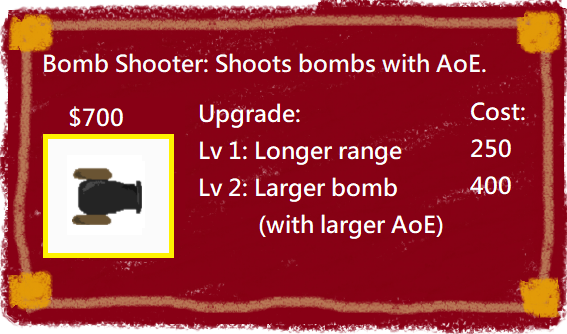 Bomb Shooter: Shoots bombs with AoE.
$700
Upgrade: Cost:
Lv 1: Longer range 250
Lv 2: Larger bomb 400
(with larger AoE)